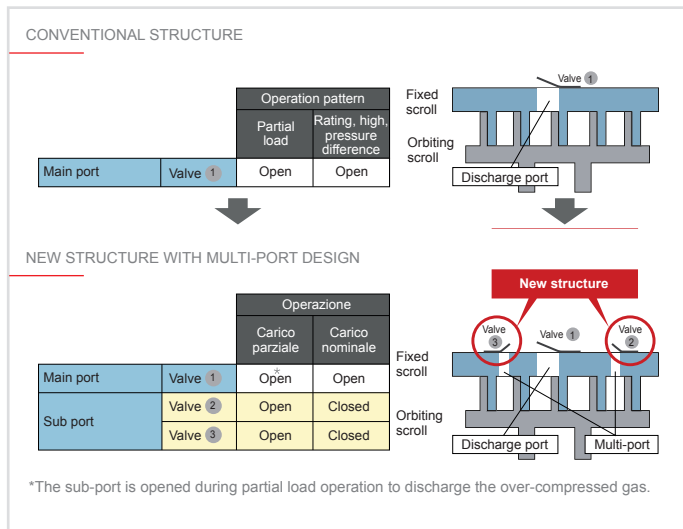 CONVENTIONAL STRUCTURE
Operation pattern
Partial load
Rating, high, pressure difference
Main port Valve 1 Open Open
Valve 1
Fixed scroll
Orbiting scroll
Discharge port
NEW STRUCTURE WITH MULTI-PORT DESIGN
Operazione
Carico parziale
Carico nominale
Main port Valve 1 Open* Open
Sub port
Valve 2 Open Closed
Valve 3 Open Closed
New structure
Valve 3
Valve 1
Valve 2
Fixed scroll
Orbiting scroll
Discharge port
Multi-port
*The sub-port is opened during partial load operation to discharge the over-compressed gas.